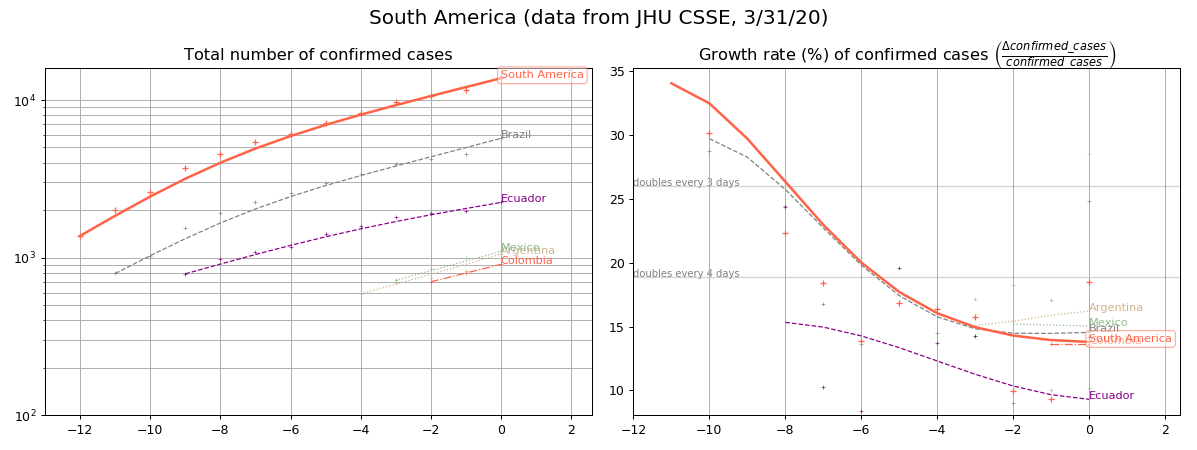 South America (data from JHU CSSE, 3/31/20)
Total number of confirmed cases
10^4
10^3
10^2
South America
Brazil
Ecuador
Mexico
Argentina
Colombia
−12 −10 −8 −6 −4 −2 0 2
Growth rate (%) of confirmed cases (Δconfirmed_cases / confirmed_cases)
35
30
25
20
15
10
doubles every 3 days
doubles every 4 days
Argentina
Mexico
Brazil
South America
Colombia
Ecuador
−12 −10 −8 −6 −4 −2 0 2